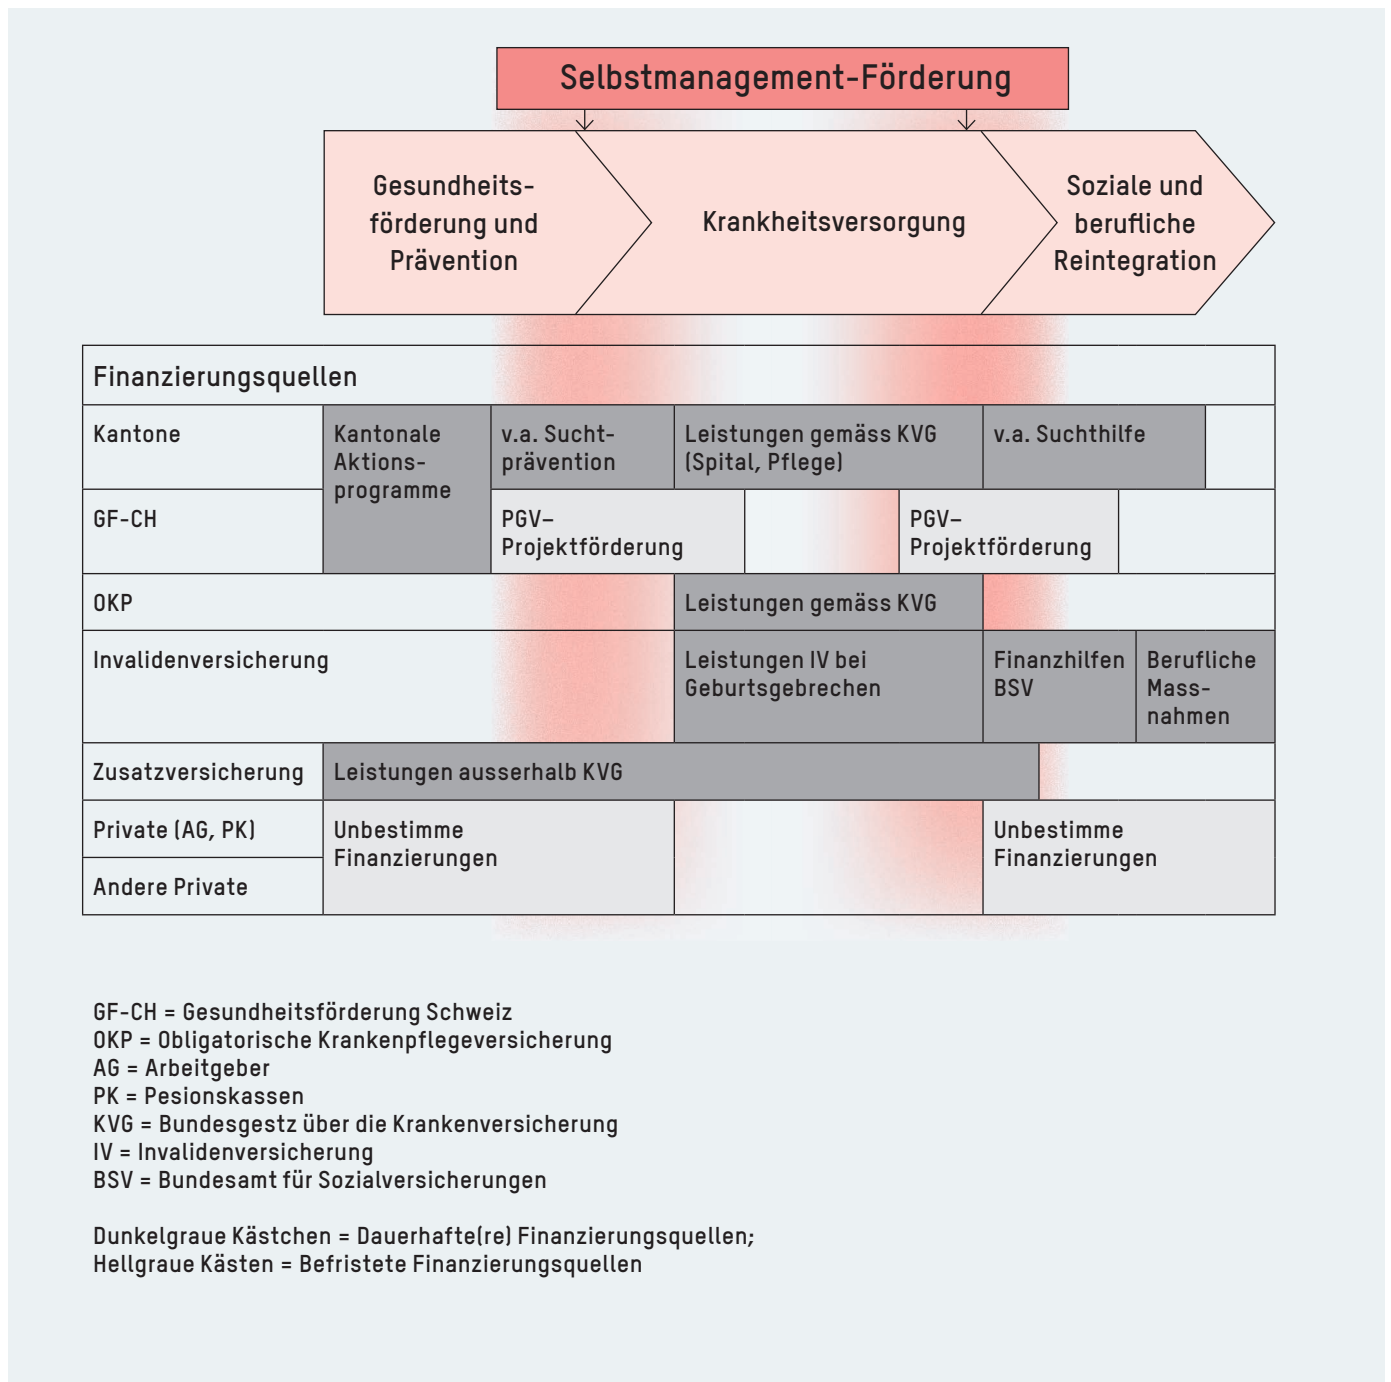 Selbstmanagement-Förderung
Gesundheits-
förderung und
Prävention
Krankheitsversorgung
Soziale und
berufliche
Reintegration
Finanzierungsquellen
Kantone
Kantonale
Aktions-
programme
v.a. Sucht-
prävention
Leistungen gemäss KVG
(Spital, Pflege)
v.a. Suchthilfe
GF-CH
PGV–
Projektförderung
PGV–
Projektförderung
OKP
Leistungen gemäss KVG
Invalidenversicherung
Leistungen IV bei
Geburtsgebrechen
Finanzhilfen
BSV
Berufliche
Mass-
nahmen
Zusatzversicherung
Leistungen ausserhalb KVG
Private (AG, PK)
Unbestimme
Finanzierungen
Unbestimme
Finanzierungen
Andere Private
GF-CH = Gesundheitsförderung Schweiz
OKP = Obligatorische Krankenpflegeversicherung
AG = Arbeitgeber
PK = Pesionskassen
KVG = Bundesgestz über die Krankenversicherung
IV = Invalidenversicherung
BSV = Bundesamt für Sozialversicherungen
Dunkelgraue Kästchen = Dauerhafte(re) Finanzierungsquellen;
Hellgraue Kästen = Befristete Finanzierungsquellen